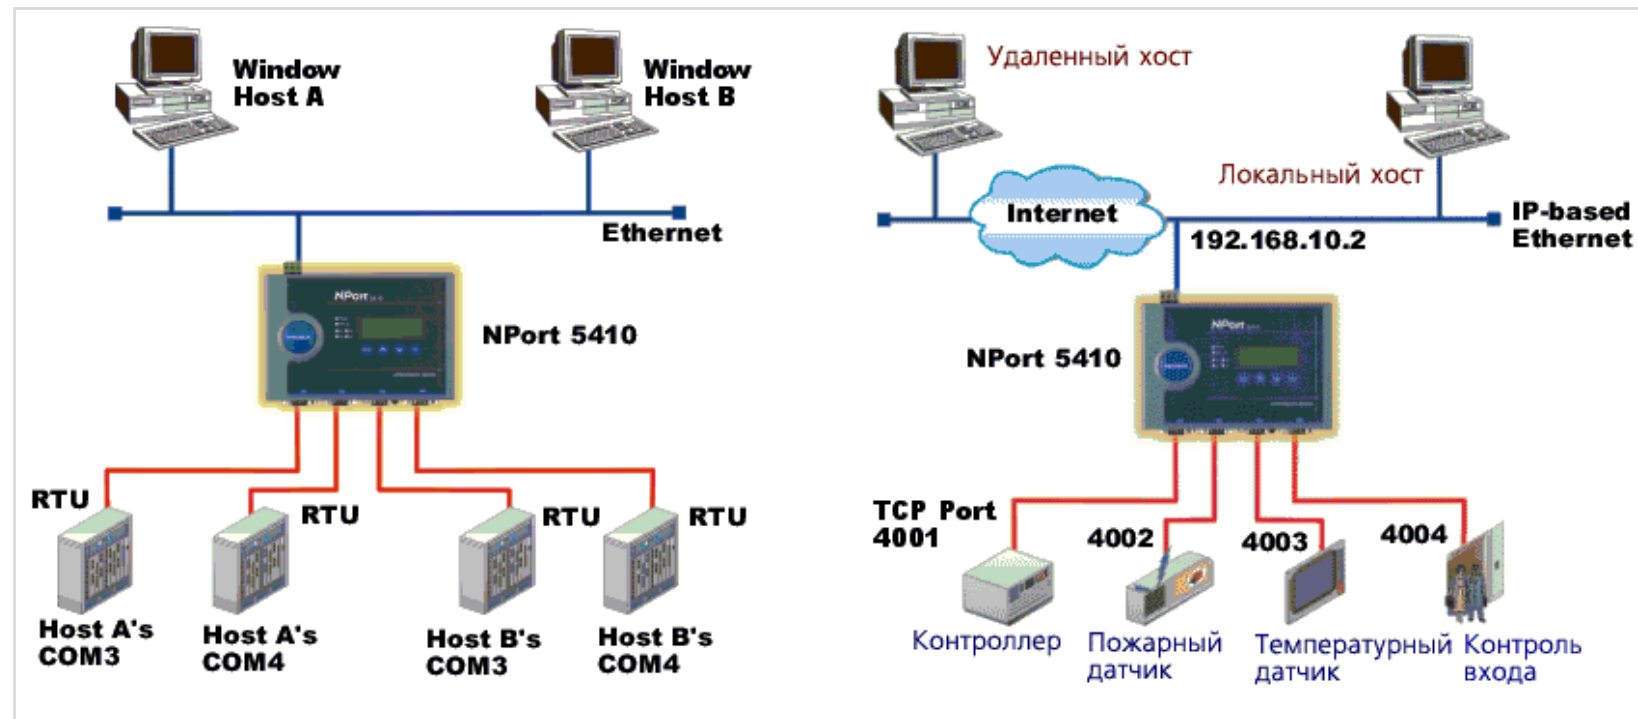 Window
Host A
Window
Host B
Ethernet
NPort
NPort 5410
RTU
RTU
RTU
RTU
Host A's
COM3
Host A's
COM4
Host B's
COM3
Host B's
COM4
Удаленный хост
Локальный хост
Internet
192.168.10.2
IP-based
Ethernet
NPort
NPort 5410
TCP Port
4001
4002
4003
4004
Контроллер
Пожарный
датчик
Температурный
датчик
Контроль
входа